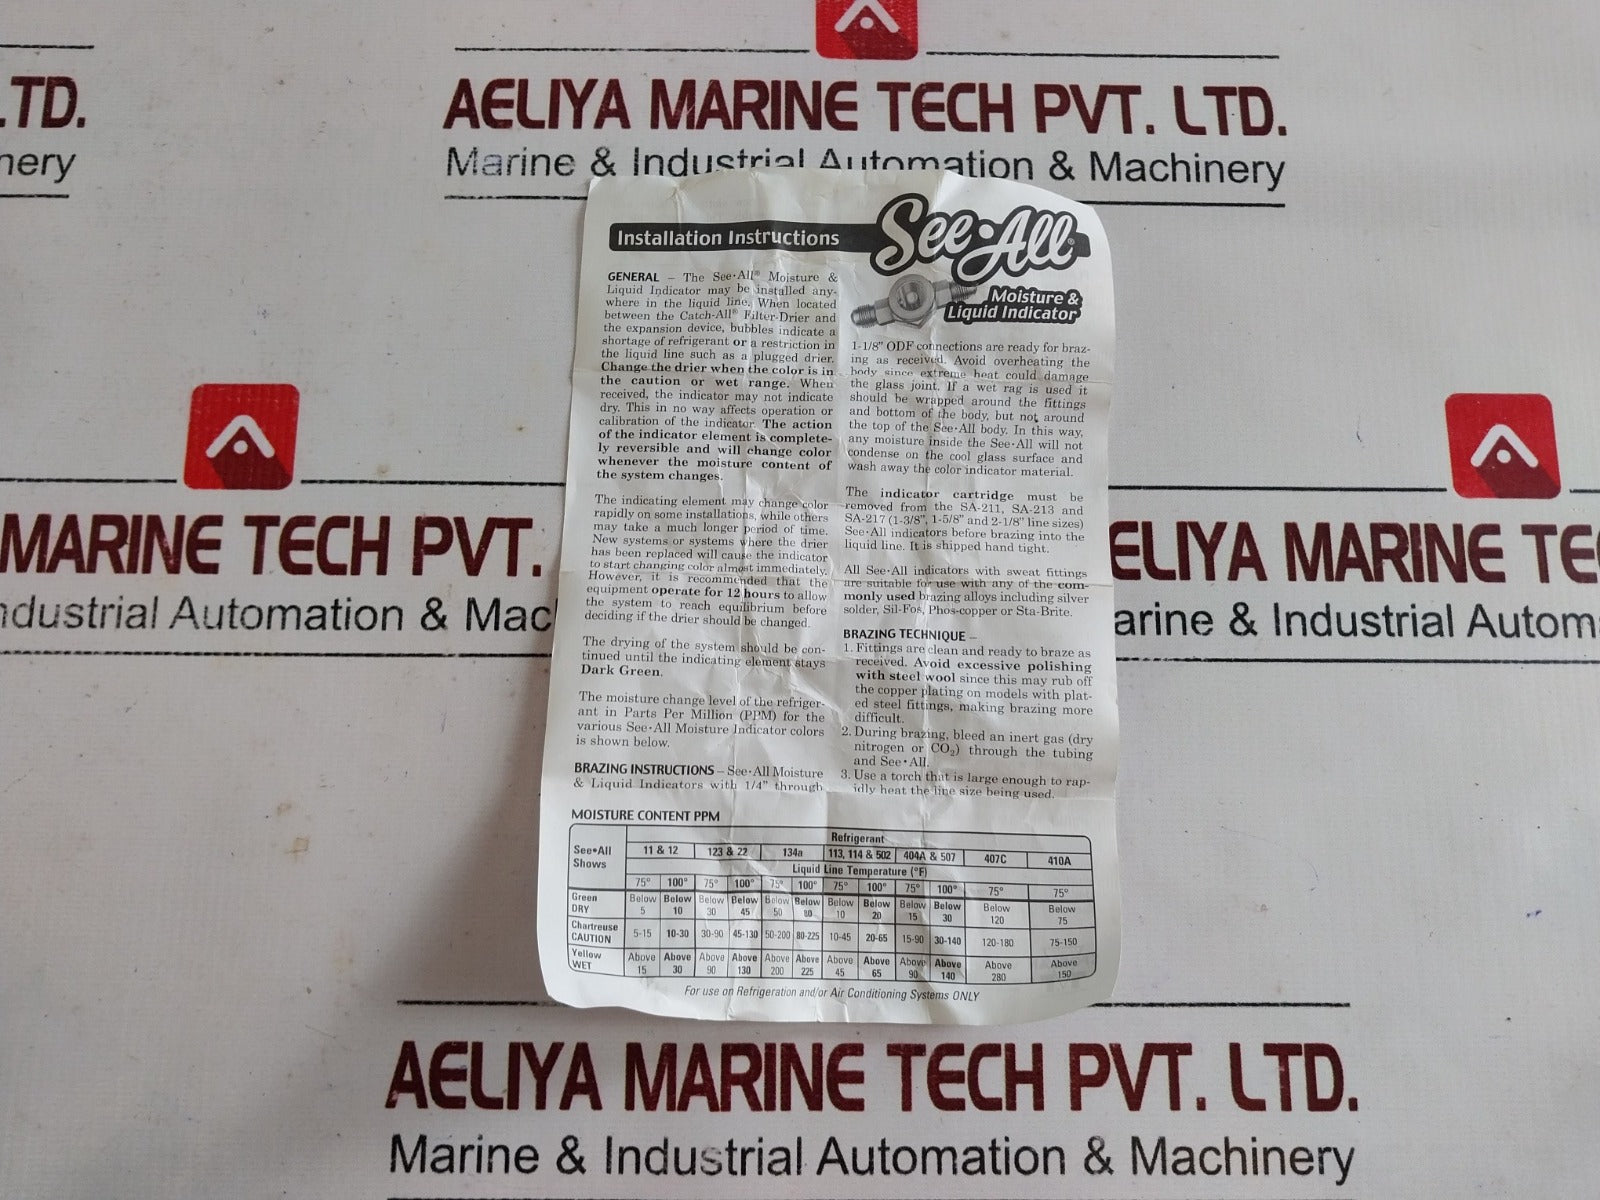 AELIYA MARINE TECH PVT. LTD.
Marine & Industrial Automation & Machinery
.TD.
nery
Installation Instructions
See•All®
Moisture &
Liquid Indicator
GENERAL – The See•All® Moisture &
Liquid Indicator may be installed any-
where in the liquid line. When located
between the Catch-All® Filter-Drier and
the expansion device, bubbles indicate a
shortage of refrigerant or a restriction in
the liquid line such as a plugged drier.
Change the drier when the color is in
the caution or wet range. When
received, the indicator may not indicate
dry. This in no way affects operation or
calibration of the indicator. The action
of the indicator element is complete-
ly reversible and will change color
whenever the moisture content of
the system changes.
The indicating element may change color
rapidly on some installations, while others
may take a much longer period of time.
New systems or systems where the drier
has been replaced will cause the indicator
to start changing color almost immediately.
However, it is recommended that the
equipment operate for 12 hours to allow
the system to reach equilibrium before
deciding if the drier should be changed.
The drying of the system should be con-
tinued until the indicating element stays
Dark Green.
The moisture change level of the refriger-
ant in Parts Per Million (PPM) for the
various See•All Moisture Indicator colors
is shown below.
BRAZING INSTRUCTIONS – See•All Moisture
& Liquid Indicators with 1/4" through
1-1/8" ODF connections are ready for braz-
ing as received. Avoid overheating the
body since extreme heat could damage
the glass joint. If a wet rag is used it
should be wrapped around the fittings
and bottom of the body, but not around
the top of the See•All body. In this way,
any moisture inside the See•All will not
condense on the cool glass surface and
wash away the color indicator material.
The indicator cartridge must be
removed from the SA-211, SA-213 and
SA-217 (1-3/8", 1-5/8" and 2-1/8" line sizes)
See•All indicators before brazing into the
liquid line. It is shipped hand tight.
All See•All indicators with sweat fittings
are suitable for use with any of the com-
monly used brazing alloys including silver
solder, Sil-Fos, Phos-copper or Sta-Brite.
BRAZING TECHNIQUE –
1. Fittings are clean and ready to braze as
received. Avoid excessive polishing
with steel wool since this may rub off
the copper plating on models with plat-
ed steel fittings, making brazing more
difficult.
2. During brazing, bleed an inert gas (dry
nitrogen or CO₂) through the tubing
and See•All.
3. Use a torch that is large enough to rap-
idly heat the line size being used.
MOISTURE CONTENT PPM
See•All Shows Refrigerant
11 & 12 123 & 22 134a 113, 114 & 502 404A & 507 407C 410A
Liquid Line Temperature (°F)
75° 100° 75° 100° 75° 100° 75° 100° 75° 100° 75° 75°
Green DRY Below 5 Below 10 Below 30 Below 45 Below 50 Below 80 Below 10 Below 20 Below 15 Below 30 Below 120 Below 75
Chartreuse CAUTION 5-15 10-30 30-90 45-130 50-200 80-225 10-45 20-65 15-90 30-140 120-180 75-150
Yellow WET Above 15 Above 30 Above 90 Above 130 Above 200 Above 225 Above 45 Above 65 Above 90 Above 140 Above 280 Above 150
For use on Refrigeration and/or Air Conditioning Systems ONLY
MARINE TECH PVT.
ndustrial Automation & Mac
ELIYA MARINE TE
arine & Industrial Autom
AELIYA MARINE TECH PVT. LTD.
Marine & Industrial Automation & Machinery